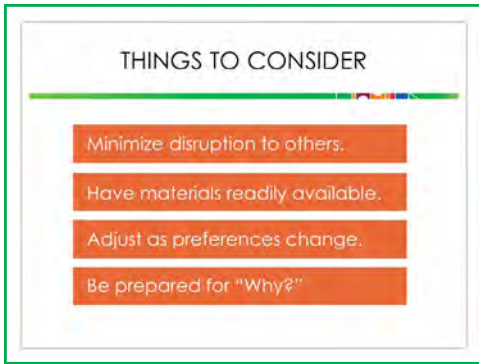 THINGS TO CONSIDER
Minimize disruption to others.
Have materials readily available.
Adjust as preferences change.
Be prepared for “Why?”